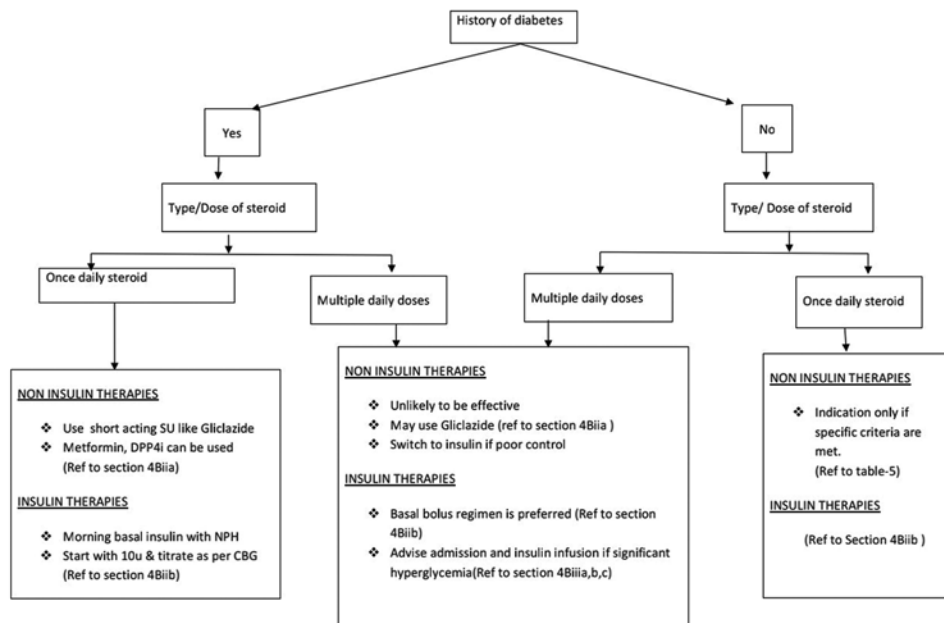 History of diabetes
Yes
No
Type/Dose of steroid
Type/ Dose of steroid
Once daily steroid
Multiple daily doses
Multiple daily doses
Once daily steroid
NON INSULIN THERAPIES
❖ Use short acting SU like Gliclazide
❖ Metformin, DPP4i can be used
(Ref to section 4Biia)
INSULIN THERAPIES
❖ Morning basal insulin with NPH
❖ Start with 10u & titrate as per CBG
(Ref to section 4Biib)
NON INSULIN THERAPIES
❖ Unlikely to be effective
❖ May use Gliclazide (ref to section 4Biia )
❖ Switch to insulin if poor control
INSULIN THERAPIES
❖ Basal bolus regimen is preferred (Ref to section
4Biib)
❖ Advise admission and insulin infusion if significant
hyperglycemia(Ref to section 4Biiia,b,c)
NON INSULIN THERAPIES
❖ Indication only if
specific criteria are
met.
(Ref to table-5)
INSULIN THERAPIES
(Ref to Section 4Biib )